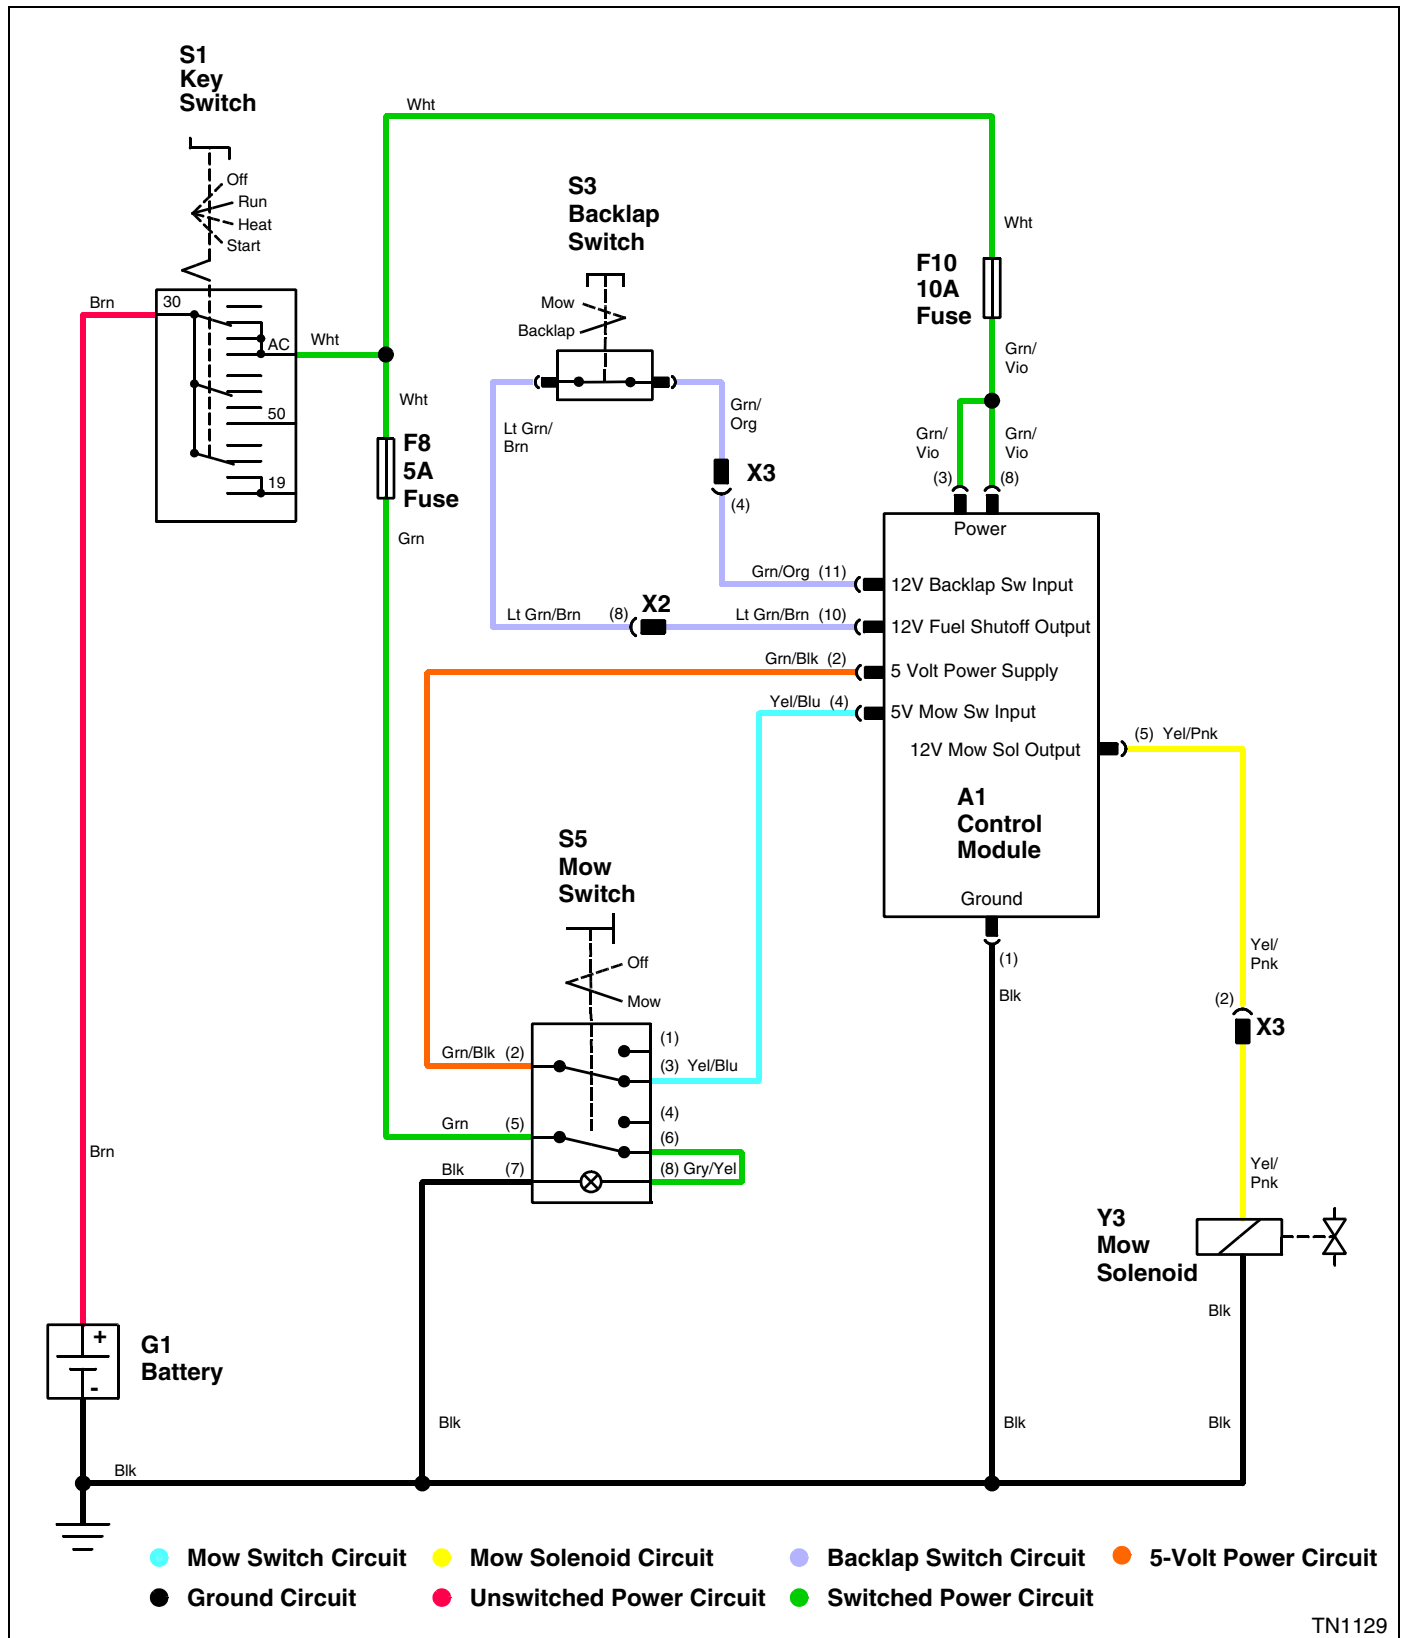 S1
Key
Switch
Off
Run
Heat
Start
30
AC
50
19
Brn
Wht
Wht
Wht
Wht
F8
5A
Fuse
Grn
S3
Backlap
Switch
Mow
Backlap
Lt Grn/
Brn
Grn/
Org
X3
(4)
F10
10A
Fuse
Grn/
Vio
Grn/
Vio
Grn/
Vio
(3)
(8)
Power
Grn/Org (11)
12V Backlap Sw Input
Lt Grn/Brn
(8)
X2
Lt Grn/Brn (10)
12V Fuel Shutoff Output
Grn/Blk (2)
5 Volt Power Supply
Yel/Blu (4)
5V Mow Sw Input
12V Mow Sol Output
(5) Yel/Pnk
A1
Control
Module
Ground
(1)
Blk
S5
Mow
Switch
Off
Mow
Grn/Blk (2)
(1)
(3) Yel/Blu
Grn (5)
(4)
(6)
Blk (7)
(8) Gry/Yel
Yel/
Pnk
(2)
X3
Yel/
Pnk
Y3
Mow
Solenoid
Brn
G1
Battery
+
-
Blk
Blk
Blk
Blk
Blk
Mow Switch Circuit
Mow Solenoid Circuit
Backlap Switch Circuit
5-Volt Power Circuit
Ground Circuit
Unswitched Power Circuit
Switched Power Circuit
TN1129